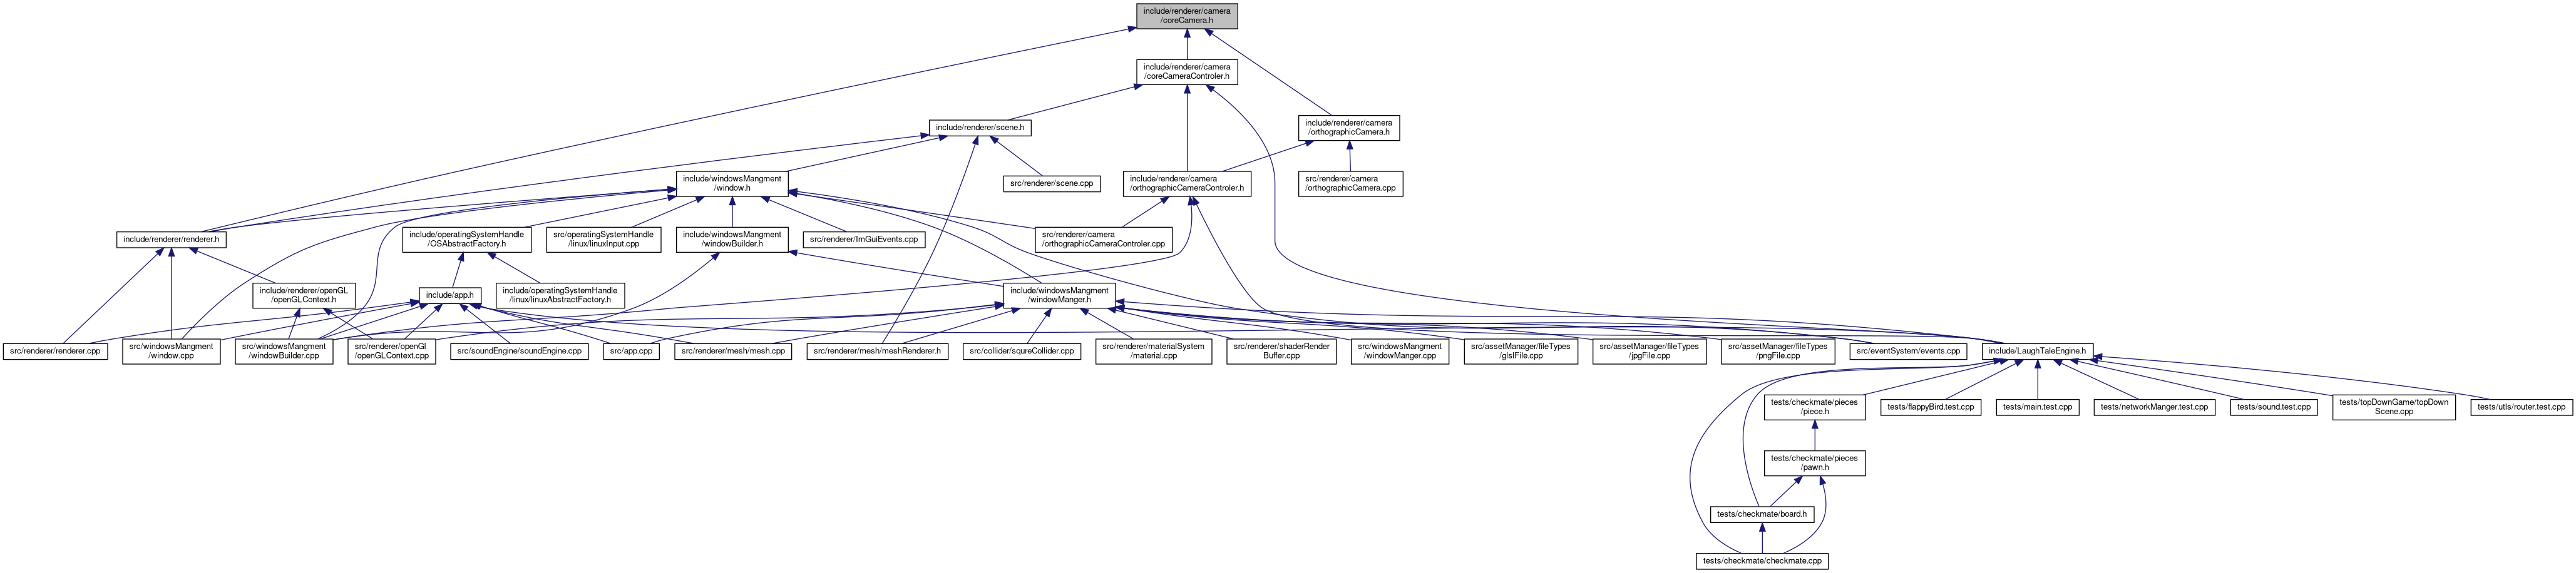 include/renderer/camera
/coreCamera.h
include/renderer/camera
/coreCameraControler.h
include/renderer/scene.h
include/renderer/camera
/orthographicCamera.h
include/windowsMangment
/window.h
src/renderer/scene.cpp
include/renderer/camera
/orthographicCameraControler.h
src/renderer/camera
/orthographicCamera.cpp
include/renderer/renderer.h
include/operatingSystemHandle
/OSAbstractFactory.h
src/operatingSystemHandle
/linux/linuxInput.cpp
include/windowsMangment
/windowBuilder.h
src/renderer/ImGuiEvents.cpp
src/renderer/camera
/orthographicCameraControler.cpp
include/renderer/openGL
/openGLContext.h
include/app.h
include/operatingSystemHandle
/linux/linuxAbstractFactory.h
include/windowsMangment
/windowManger.h
src/renderer/renderer.cpp
src/windowsMangment
/window.cpp
src/windowsMangment
/windowBuilder.cpp
src/renderer/openGl
/openGLContext.cpp
src/soundEngine/soundEngine.cpp
src/app.cpp
src/renderer/mesh/mesh.cpp
src/renderer/mesh/meshRenderer.h
src/collider/squreCollider.cpp
src/renderer/materialSystem
/material.cpp
src/renderer/shaderRender
Buffer.cpp
src/windowsMangment
/windowManger.cpp
src/assetManager/fileTypes
/glslFile.cpp
src/assetManager/fileTypes
/jpgFile.cpp
src/assetManager/fileTypes
/pngFile.cpp
src/eventSystem/events.cpp
include/LaughTaleEngine.h
tests/checkmate/pieces
/piece.h
tests/flappyBird.test.cpp
tests/main.test.cpp
tests/networkManger.test.cpp
tests/sound.test.cpp
tests/topDownGame/topDown
Scene.cpp
tests/utls/router.test.cpp
tests/checkmate/pieces
/pawn.h
tests/checkmate/board.h
tests/checkmate/checkmate.cpp